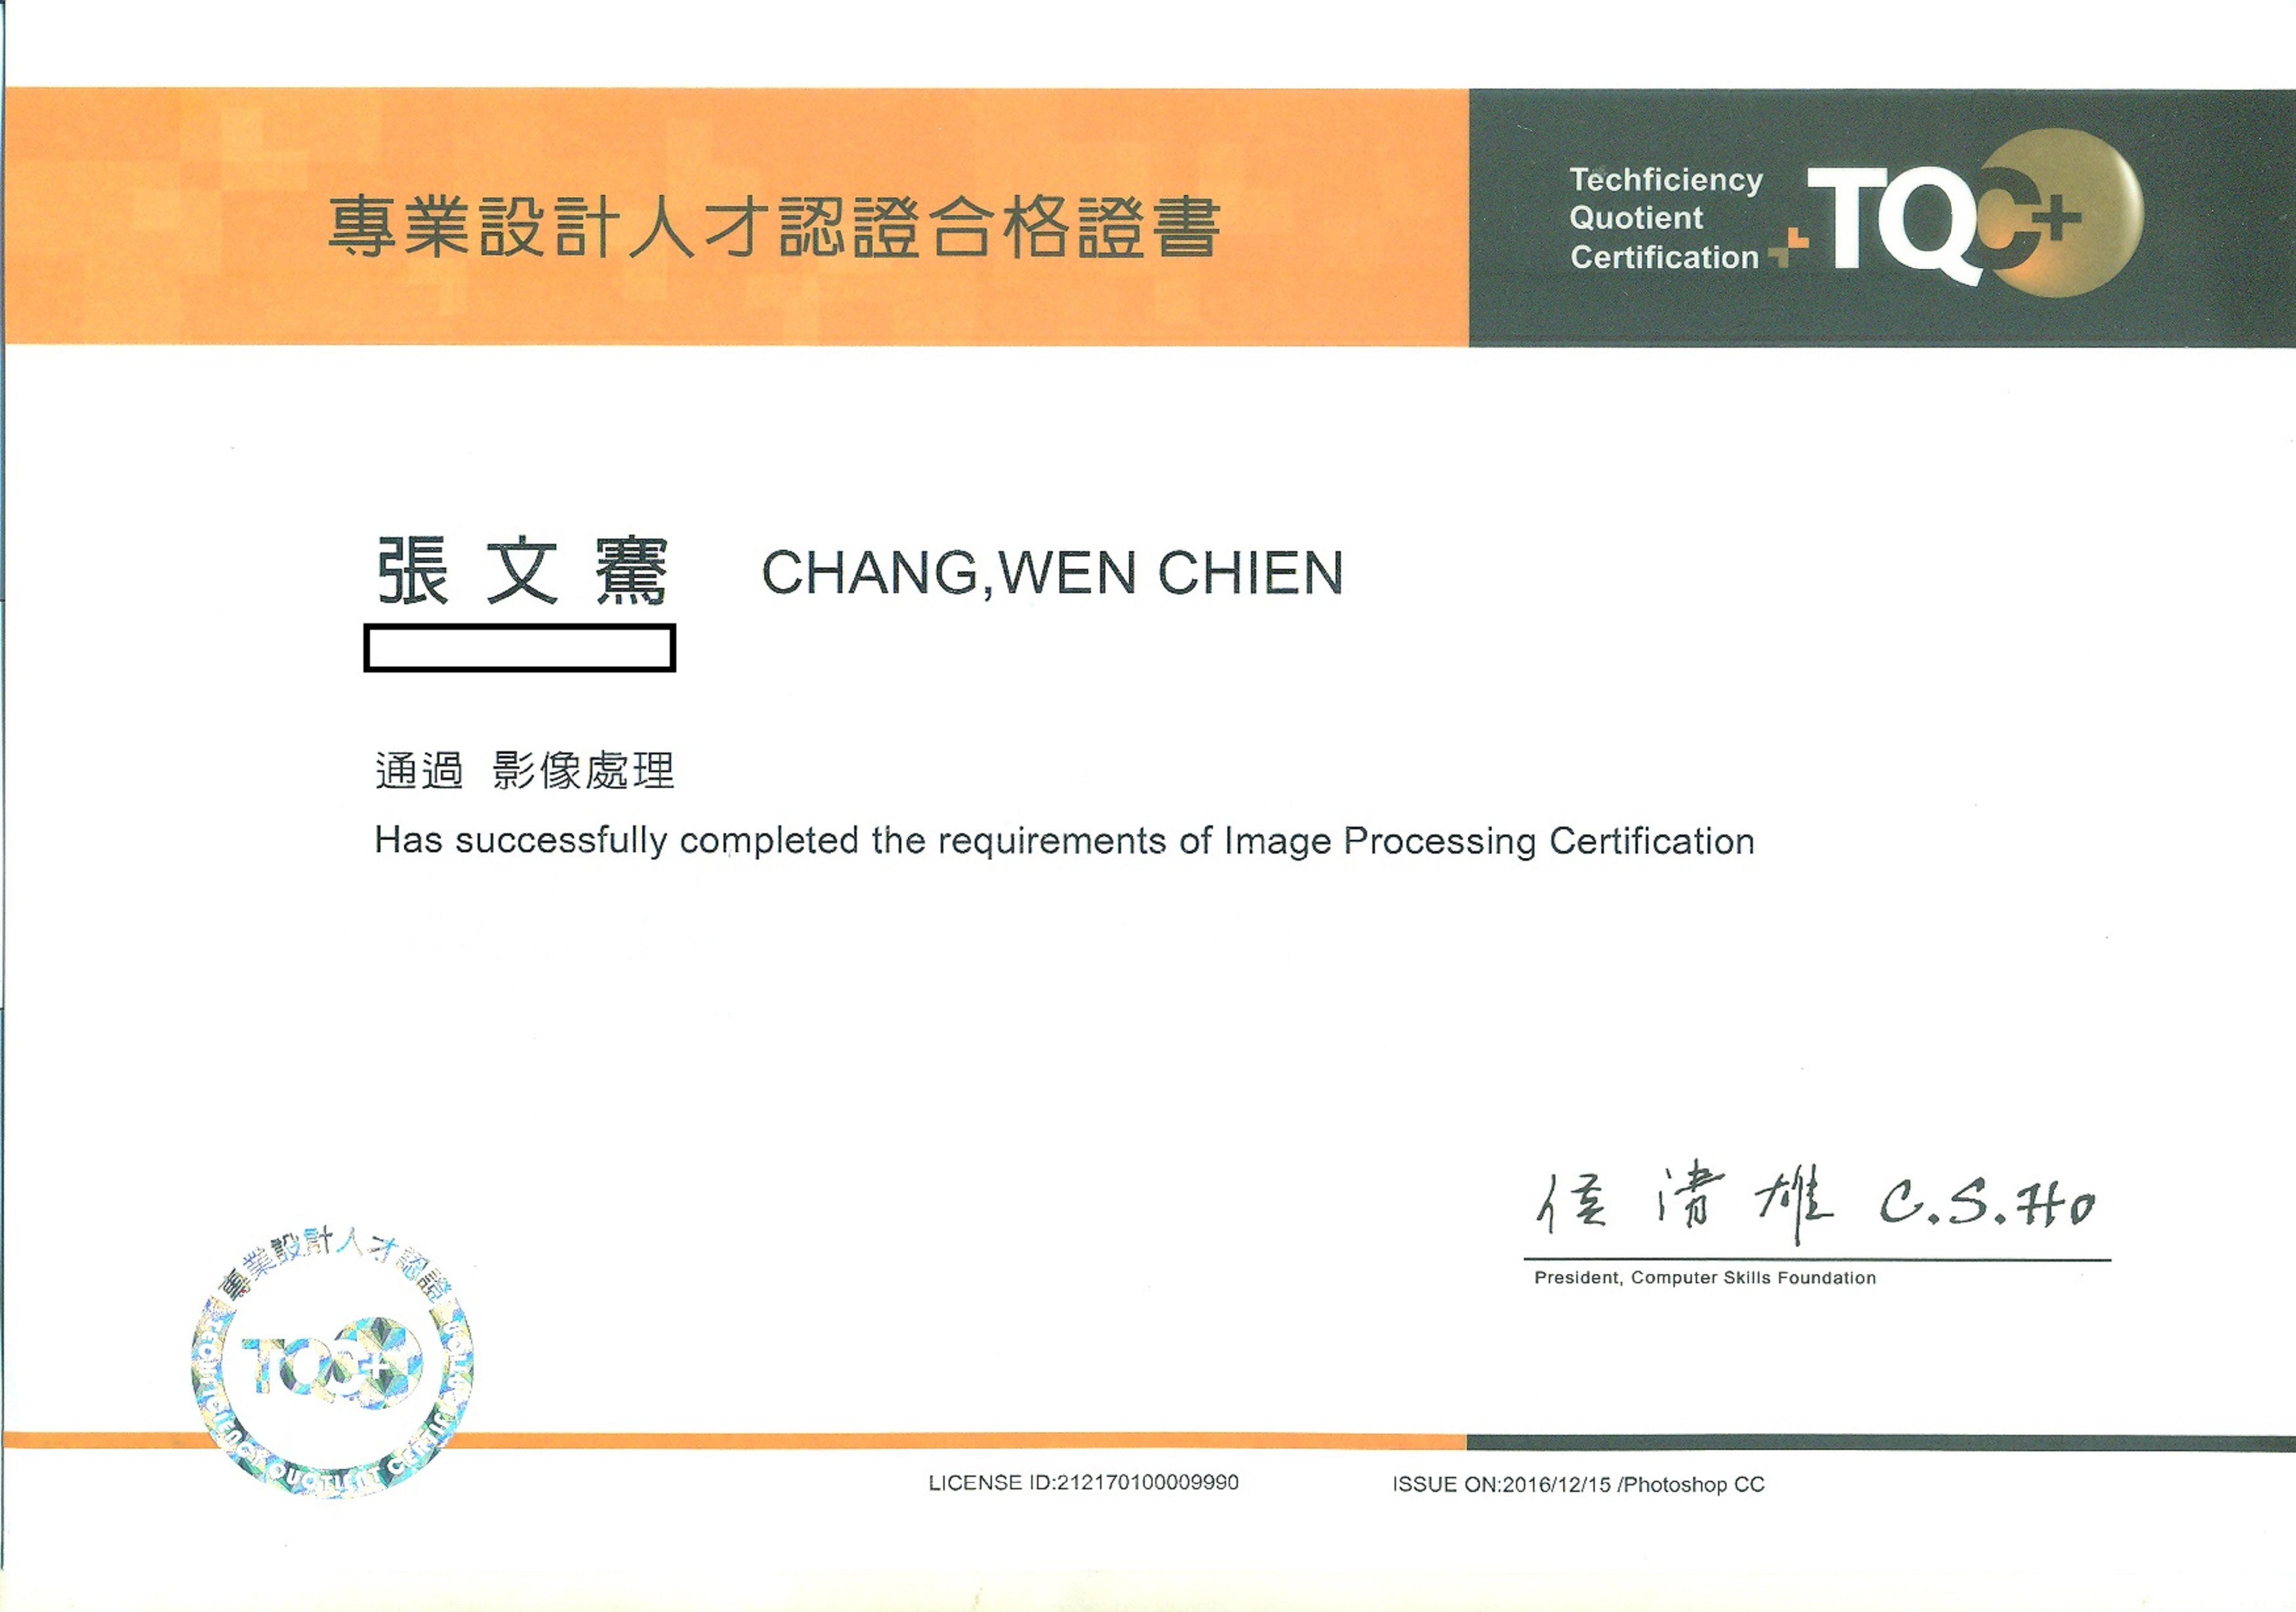 專業設計人才認證合格證書
Techficiency
Quotient
Certification
TQC+
張文騫 CHANG,WEN CHIEN
通過 影像處理
Has successfully completed the requirements of Image Processing Certification
侯清雄 C.S.Ho
President, Computer Skills Foundation
專業設計人才認證
TQC+
TECHFICIENCY QUOTIENT CERTIFICATION
LICENSE ID:212170100009990 ISSUE ON:2016/12/15 /Photoshop CC